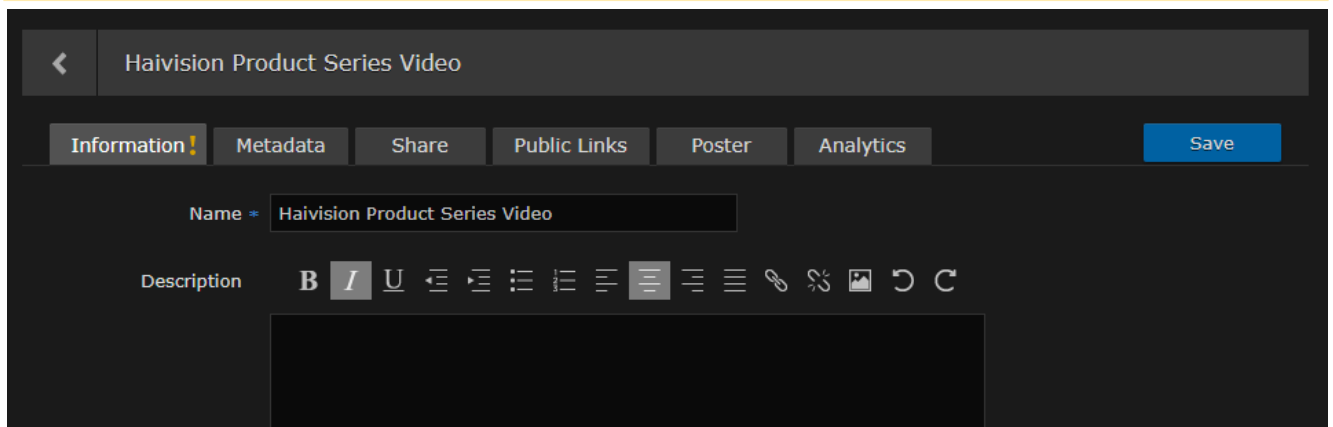 Haivision Product Series Video
Information! Metadata Share Public Links Poster Analytics Save
Name * Haivision Product Series Video
Description B I U